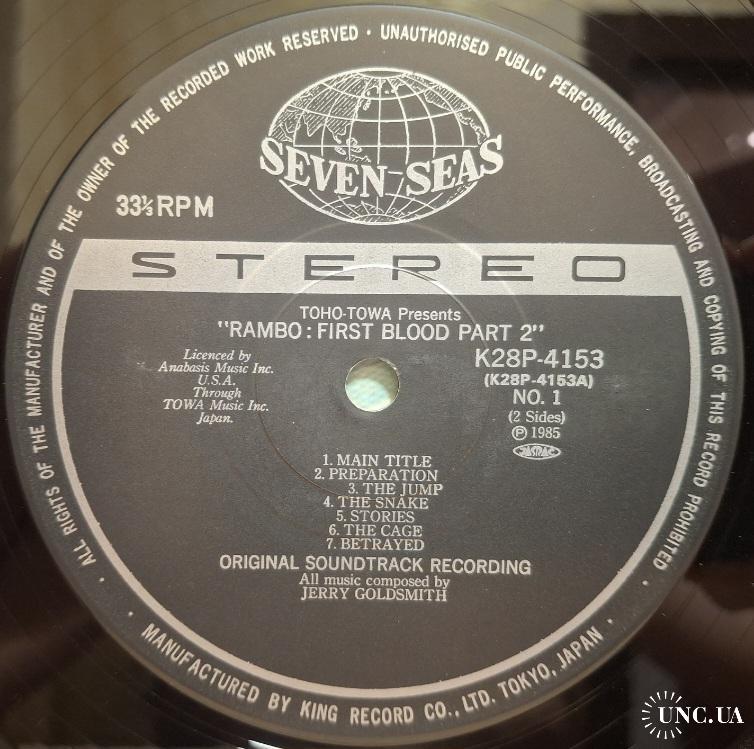 ALL RIGHTS OF THE MANUFACTURER AND OF THE OWNER OF THE RECORDED WORK RESERVED · UNAUTHORISED PUBLIC PERFORMANCE, BROADCASTING AND COPYING OF THIS RECORD PROHIBITED ·
SEVEN SEAS
33⅓ RPM
STEREO
TOHO-TOWA Presents
"RAMBO: FIRST BLOOD PART 2"
Licenced by
Anabasis Music Inc.
U.S.A.
Through
TOWA Music Inc.
Japan.
K28P-4153
(K28P-4153A)
NO. 1
(2 Sides)
Ⓟ 1985
JASRAC
1. MAIN TITLE
2. PREPARATION
3. THE JUMP
4. THE SNAKE
5. STORIES
6. THE CAGE
7. BETRAYED
ORIGINAL SOUNDTRACK RECORDING
All music composed by
JERRY GOLDSMITH
· MANUFACTURED BY KING RECORD CO., LTD. TOKYO, JAPAN ·
UNC.UA